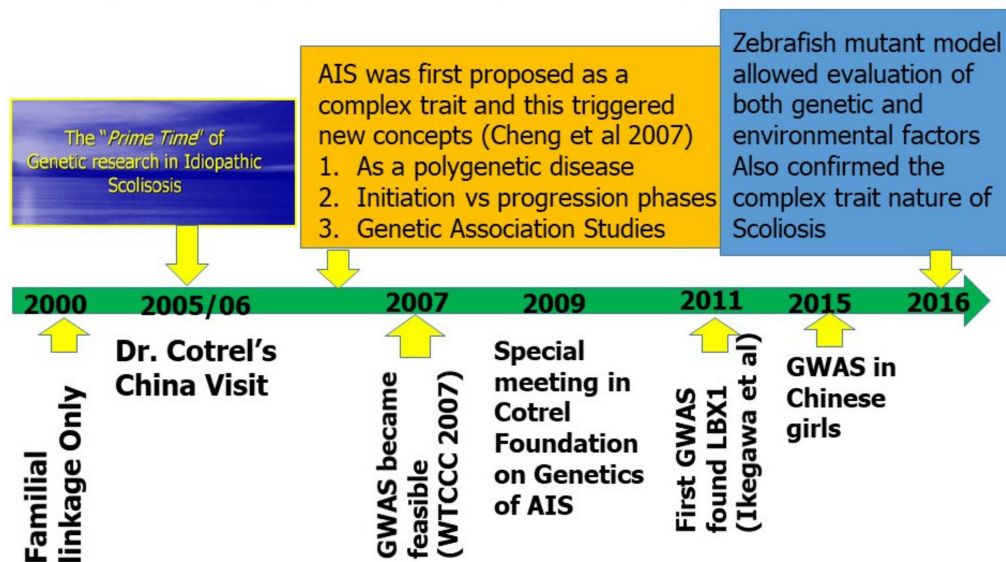 The "Prime Time" of
Genetic research in Idiopathic
Scolisosis
AIS was first proposed as a
complex trait and this triggered
new concepts (Cheng et al 2007)
1. As a polygenetic disease
2. Initiation vs progression phases
3. Genetic Association Studies
Zebrafish mutant model
allowed evaluation of
both genetic and
environmental factors
Also confirmed the
complex trait nature of
Scoliosis
2000
2005/06
2007
2009
2011
2015
2016
Familial
linkage Only
Dr. Cotrel's
China Visit
GWAS became
feasible
(WTCCC 2007)
Special
meeting in
Cotrel
Foundation
on Genetics
of AIS
First GWAS
found LBX1
(Ikegawa et al)
GWAS in
Chinese
girls